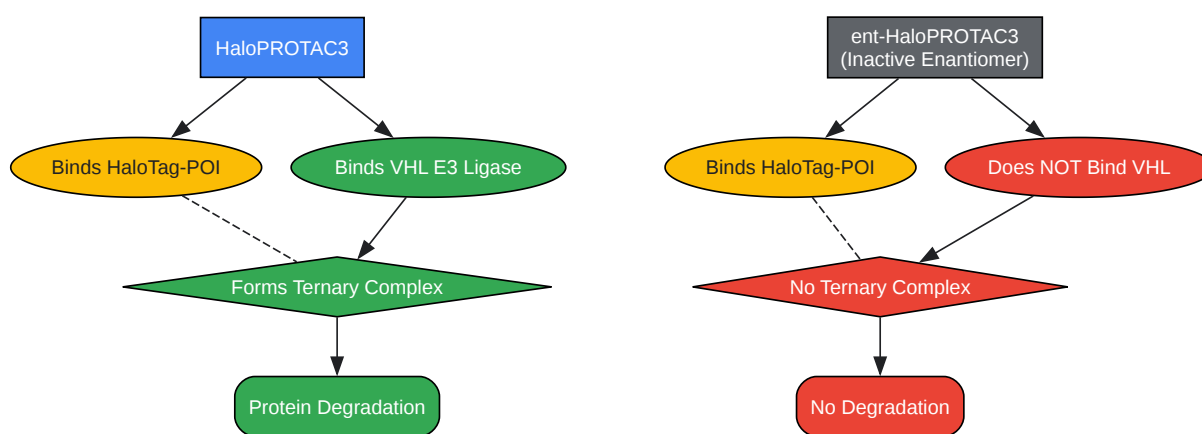 HaloPROTAC3
ent-HaloPROTAC3
(Inactive Enantiomer)
Binds HaloTag-POI
Binds VHL E3 Ligase
Binds HaloTag-POI
Does NOT Bind VHL
Forms Ternary Complex
No Ternary Complex
Protein Degradation
No Degradation